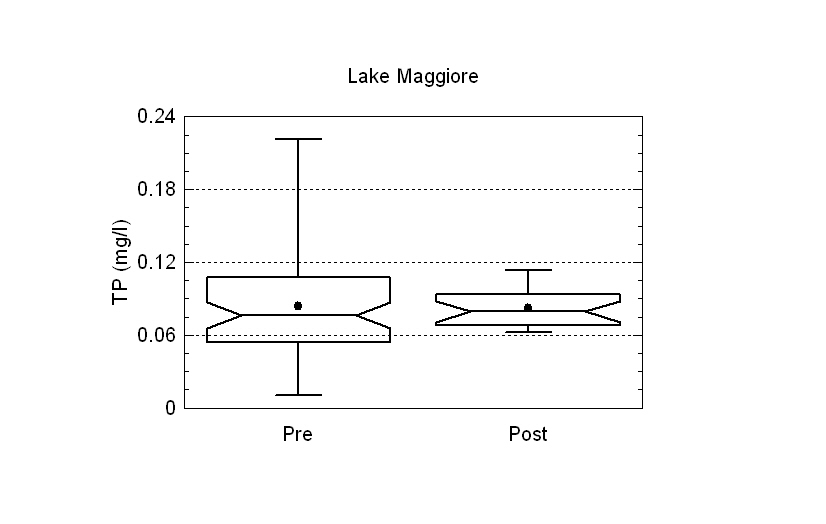 Lake Maggiore
0.24
0.18
0.12
0.06
0
TP (mg/l)
Pre
Post